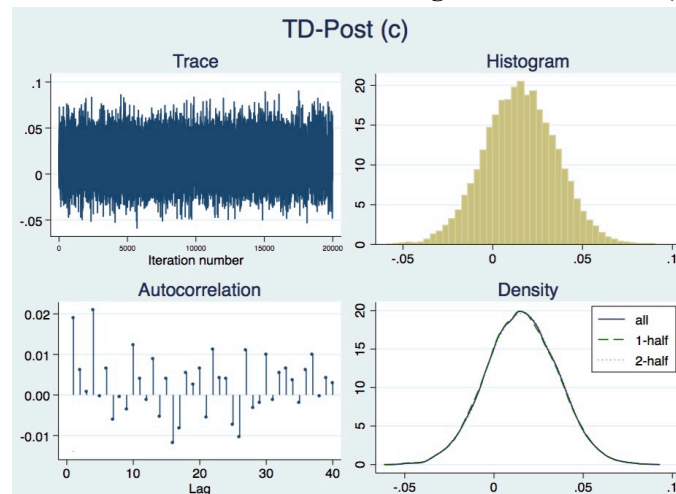 TD-Post (c)
Trace
.1
.05
0
-.05
0 5000 10000 15000 20000
Iteration number
Histogram
20
15
10
5
0
-.05 0 .05 .1
Autocorrelation
0.02
0.01
0.00
-0.01
0 10 20 30 40
Lag
Density
all
1-half
2-half
20
15
10
5
0
-.05 0 .05 .1